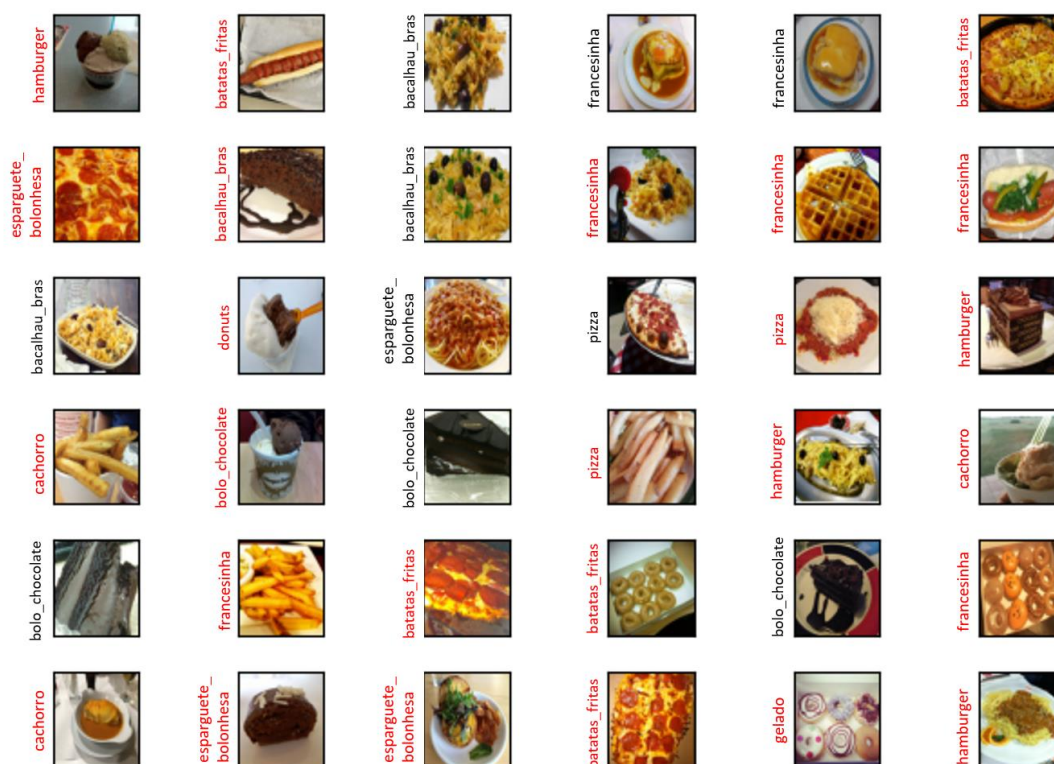 hamburger
batatas_fritas
bacalhau_bras
francesinha
francesinha
batatas_fritas
esparguete_
bolonhesa
bacalhau_bras
bacalhau_bras
francesinha
francesinha
francesinha
bacalhau_bras
donuts
esparguete_
bolonhesa
pizza
pizza
hamburger
cachorro
bolo_chocolate
bolo_chocolate
pizza
hamburger
cachorro
bolo_chocolate
francesinha
batatas_fritas
batatas_fritas
bolo_chocolate
francesinha
cachorro
esparguete_
bolonhesa
esparguete_
bolonhesa
batatas_fritas
gelado
hamburger